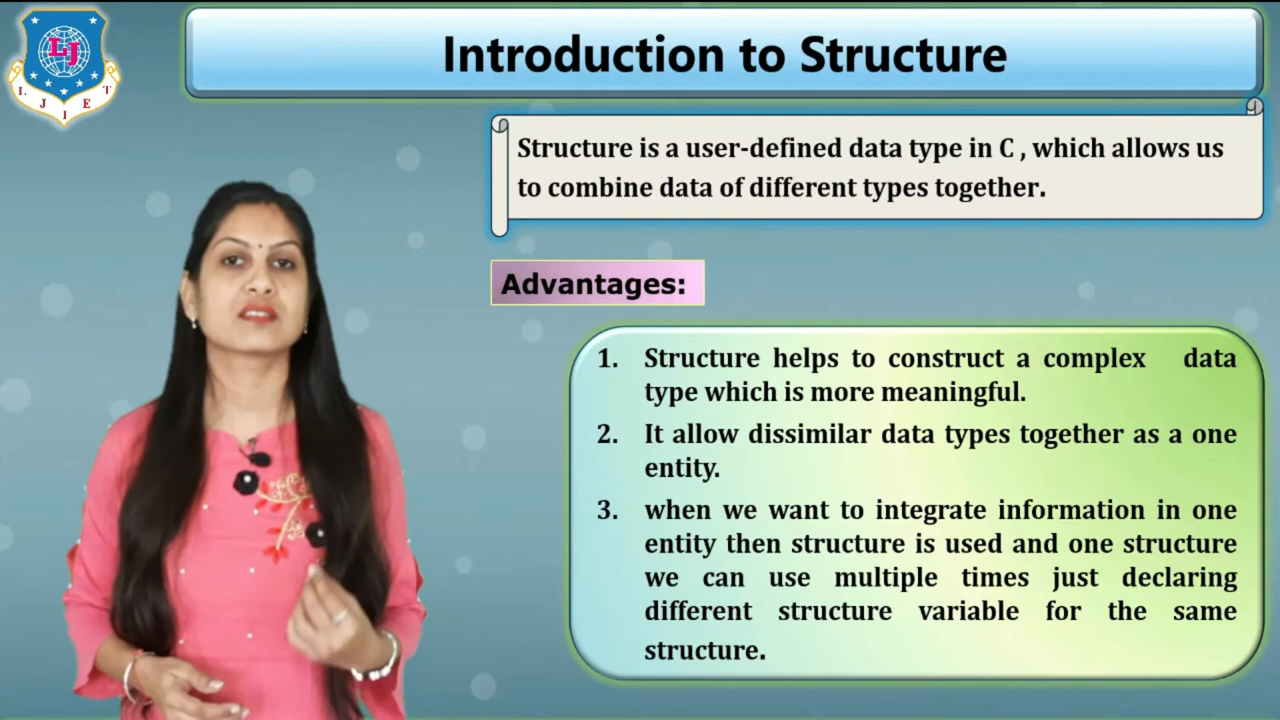 LJ
L J I E T
Introduction to Structure
Structure is a user-defined data type in C , which allows us
to combine data of different types together.
Advantages:
1. Structure helps to construct a complex data
type which is more meaningful.
2. It allow dissimilar data types together as a one
entity.
3. when we want to integrate information in one
entity then structure is used and one structure
we can use multiple times just declaring
different structure variable for the same
structure.